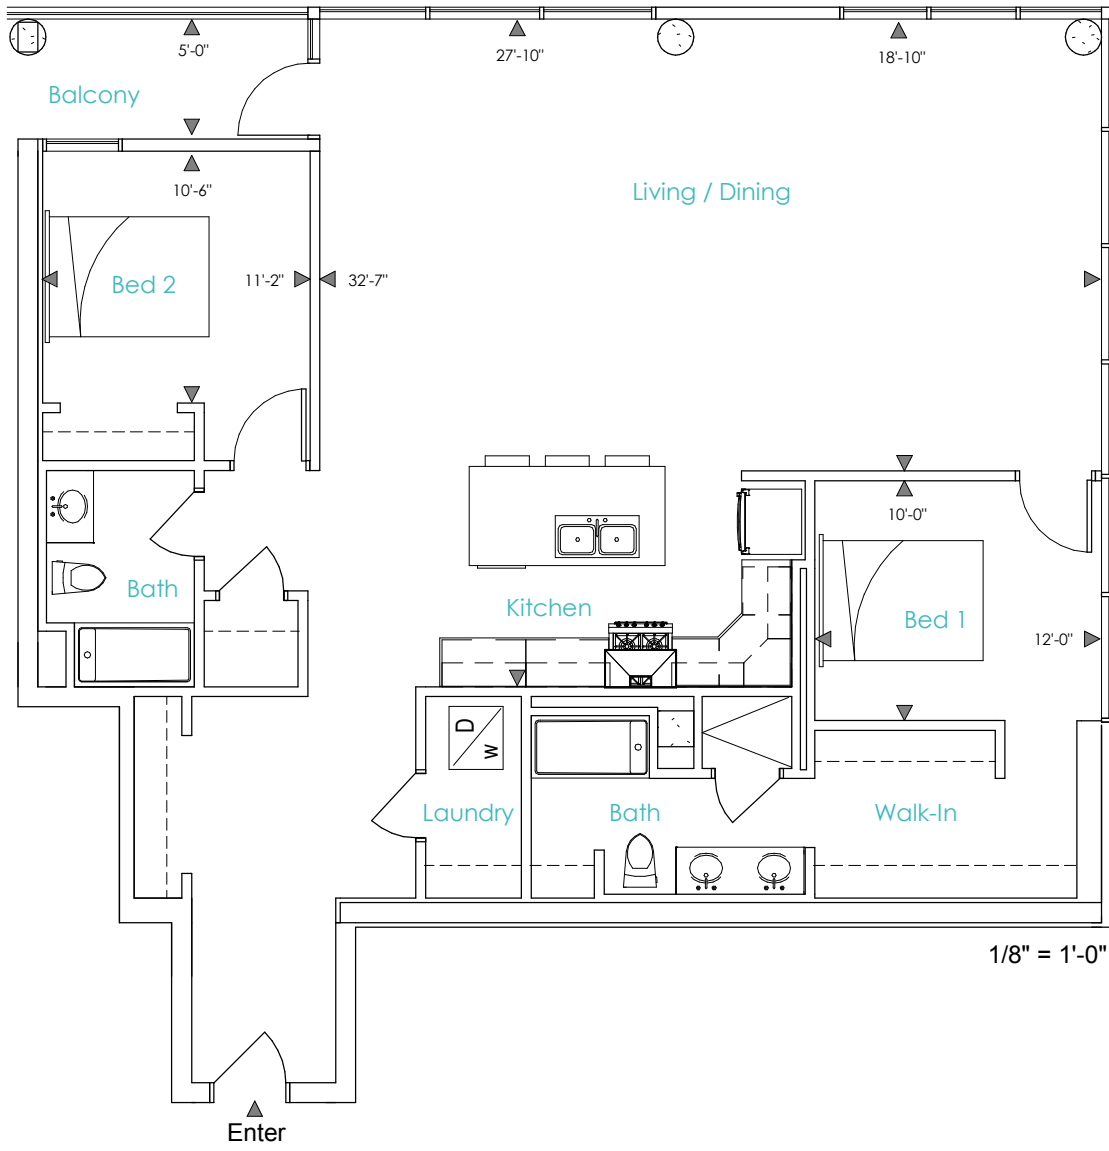 5'-0"
27'-10"
18'-10"
Balcony
10'-6"
Living / Dining
Bed 2
11'-2"
32'-7"
10'-0"
Kitchen
Bath
Bed 1
12'-0"
D
W
Laundry
Bath
Walk-In
1/8" = 1'-0"
Enter